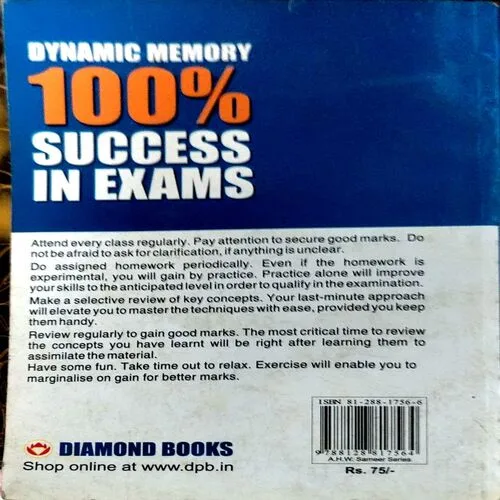 DYNAMIC MEMORY
100%
SUCCESS
IN EXAMS
Attend every class regularly. Pay attention to secure good marks. Do
not be afraid to ask for clarification, if anything is unclear.
Do assigned homework periodically. Even if the homework is
experimental, you will gain by practice. Practice alone will improve
your skills to the anticipated level in order to qualify in the examination.
Make a selective review of key concepts. Your last-minute approach
will elevate you to master the techniques with ease, provided you keep
them handy.
Review regularly to gain good marks. The most critical time to review
the concepts you have learnt will be right after learning them to
assimilate the material.
Have some fun. Take time out to relax. Exercise will enable you to
marginalise on gain for better marks.
ISBN 81-288-1756-6
9788128817564
A.H.W. Sameer Series
Rs. 75/-
DIAMOND BOOKS
Shop online at www.dpb.in